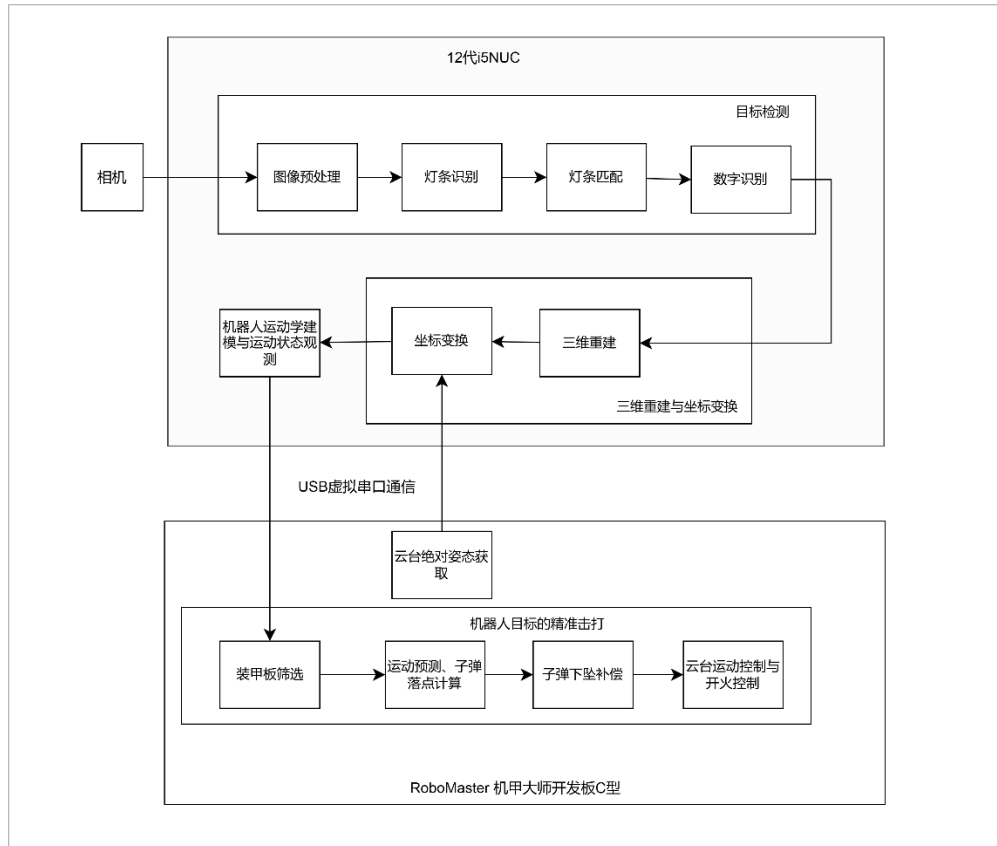 12代i5NUC
目标检测
相机
图像预处理
灯条识别
灯条匹配
数字识别
机器人运动学建
模与运动状态观
测
坐标变换
三维重建
三维重建与坐标变换
USB虚拟串口通信
云台绝对姿态获
取
机器人目标的精准击打
装甲板筛选
运动预测、子弹
落点计算
子弹下坠补偿
云台运动控制与
开火控制
RoboMaster 机甲大师开发板C型